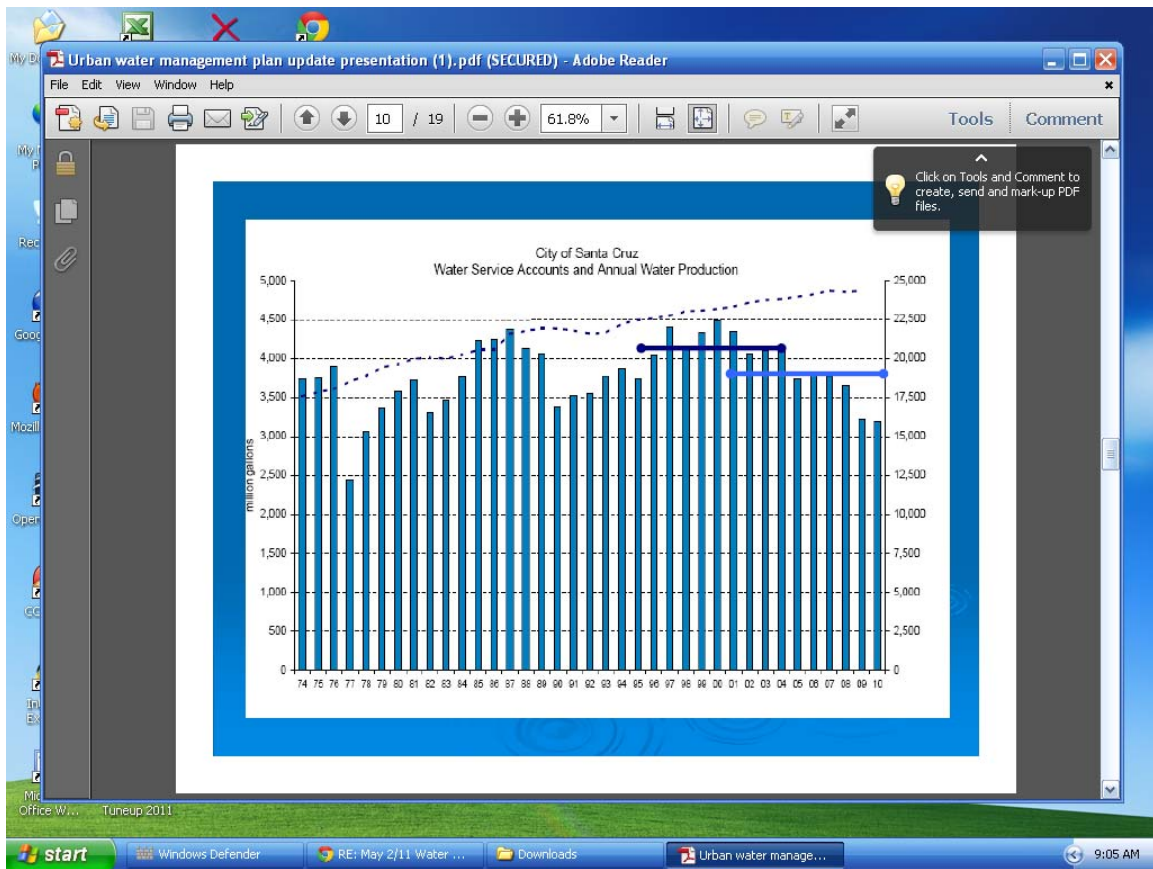 Urban water management plan update presentation (1).pdf (SECURED) - Adobe Reader
File Edit View Window Help
10 / 19
61.8%
Tools
Comment
Click on Tools and Comment to
create, send and mark-up PDF
files.
City of Santa Cruz
Water Service Accounts and Annual Water Production
million gallons
5,000
4,500
4,000
3,500
3,000
2,500
2,000
1,500
1,000
500
0
25,000
22,500
20,000
17,500
15,000
12,500
10,000
7,500
5,000
2,500
0
74 75 76 77 78 79 80 81 82 83 84 85 86 87 88 89 90 91 92 93 94 95 96 97 98 99 00 01 02 03 04 05 06 07 08 09 10
Office W... Tuneup 2011
start
Windows Defender
RE: May 2/11 Water ...
Downloads
Urban water manage...
9:05 AM